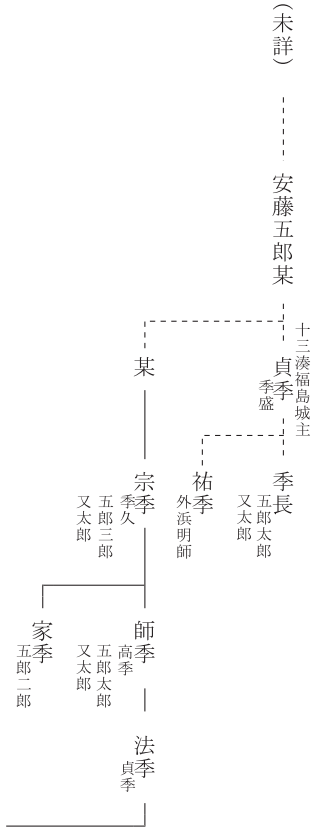 (未詳)
安藤五郎某
十三湊福島城主
貞季
季盛
季長
五郎太郎
又太郎
祐季
外浜明師
某
宗季
季久
五郎三郎
又太郎
師季
高季
五郎太郎
又太郎
法季
貞季
家季
五郎二郎